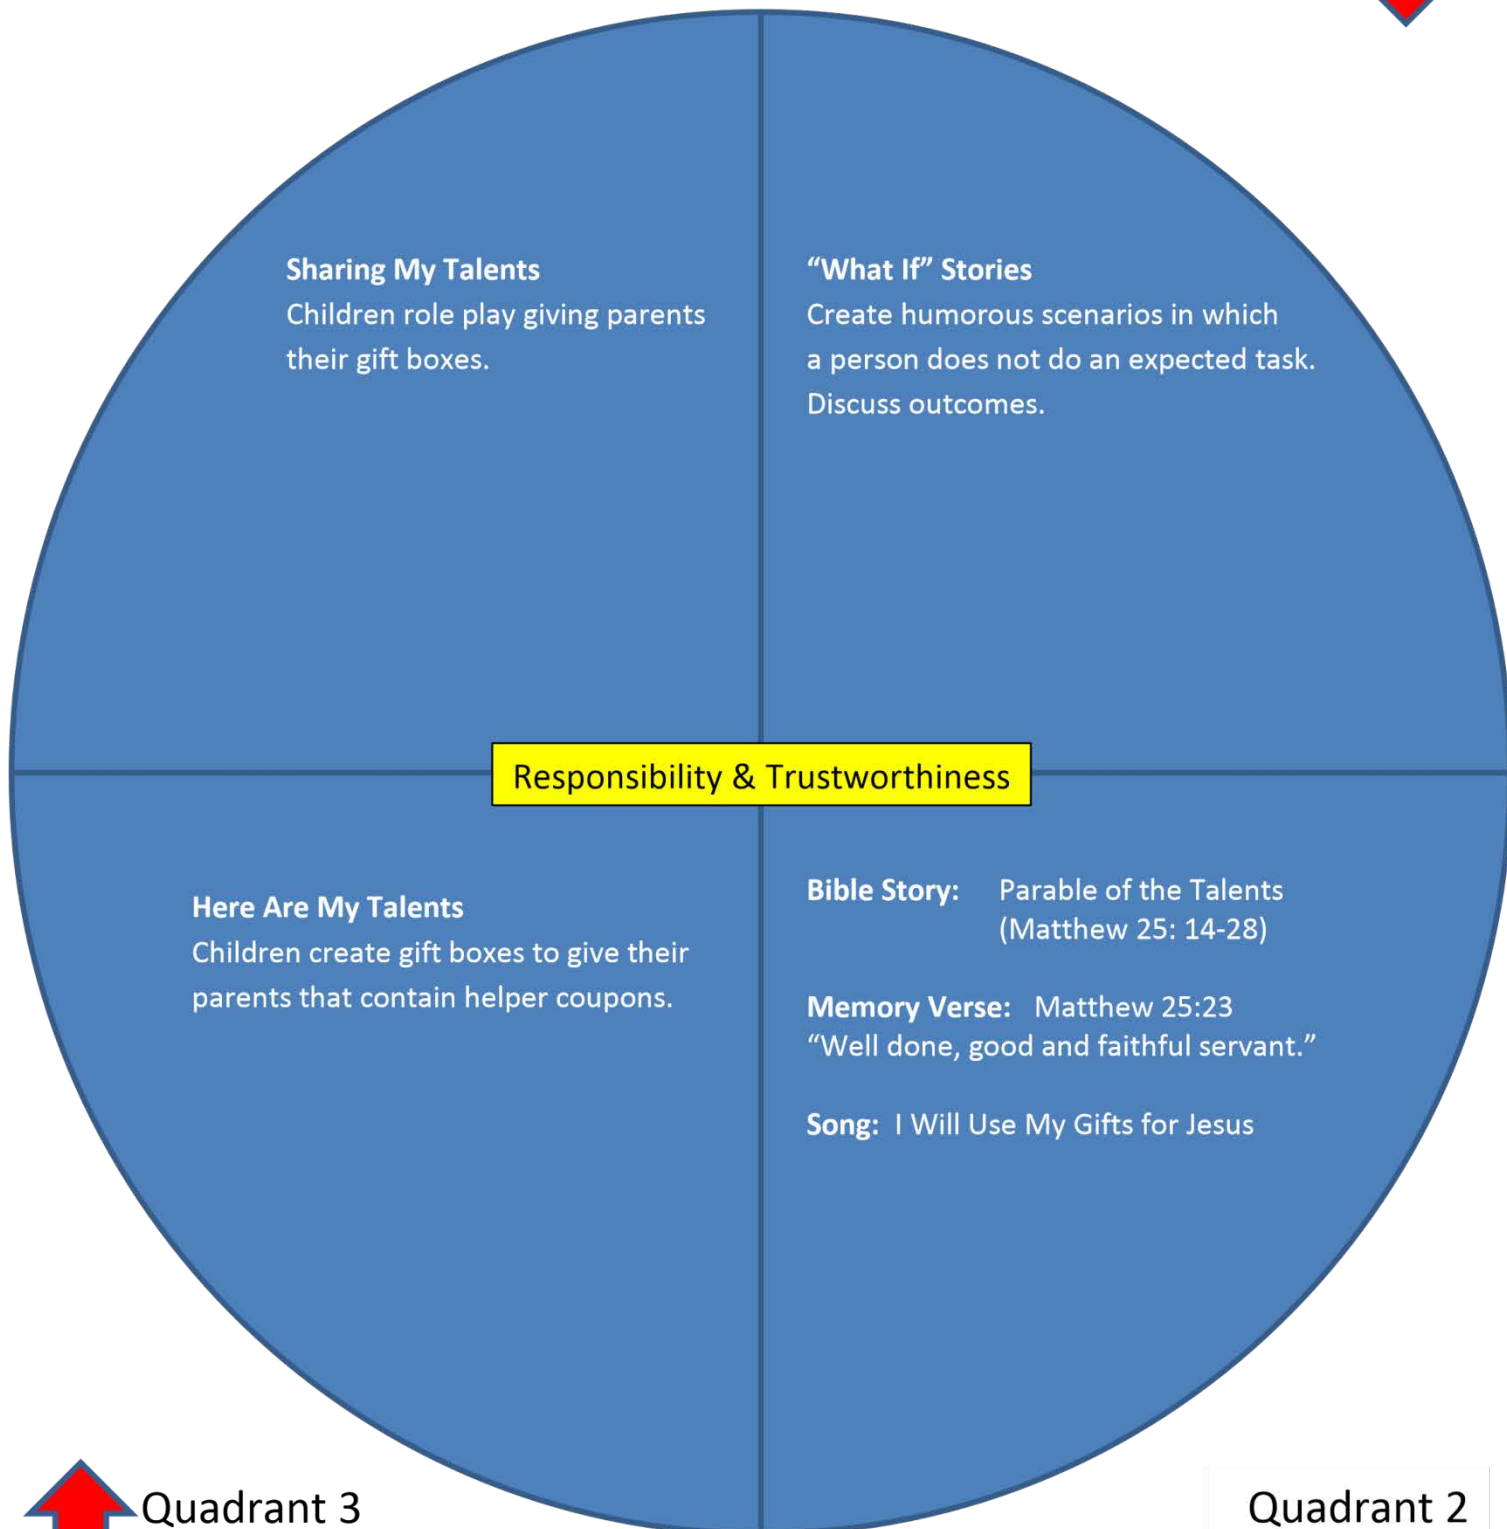 Sharing My Talents
Children role play giving parents
their gift boxes.
“What If” Stories
Create humorous scenarios in which
a person does not do an expected task.
Discuss outcomes.
Responsibility & Trustworthiness
Here Are My Talents
Children create gift boxes to give their
parents that contain helper coupons.
Bible Story: Parable of the Talents
(Matthew 25: 14-28)
Memory Verse: Matthew 25:23
“Well done, good and faithful servant.”
Song: I Will Use My Gifts for Jesus
Quadrant 3
Quadrant 2